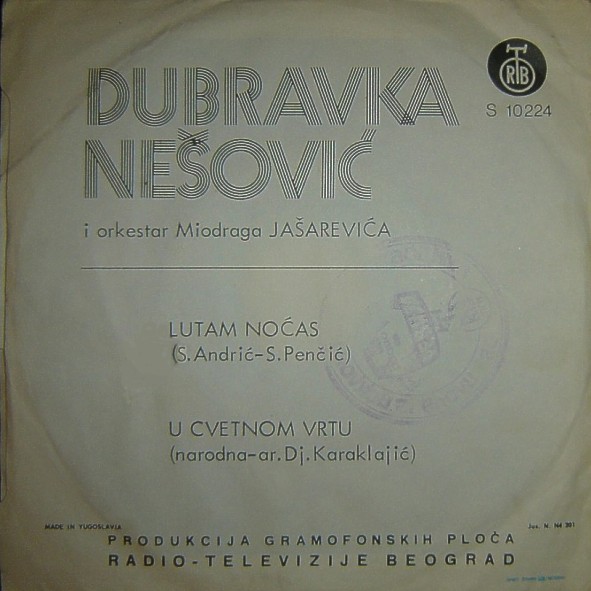 DUBRAVKA
NEŠOVIĆ
RTB
S 10224
i orkestar Miodraga JAŠAREVIĆA
LUTAM NOĆAS
(S.Andrić-S.Penčić)
U CVETNOM VRTU
(narodna-ar.Dj.Karaklajić)
MADE IN YUGOSLAVIA
PRODUKCIJA GRAMOFONSKIH PLOČA
RADIO-TELEVIZIJE BEOGRAD